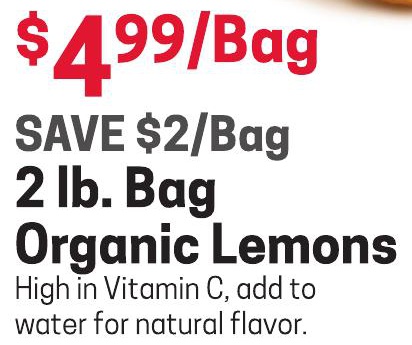 $4.99/Bag
SAVE $2/Bag
2 lb. Bag
Organic Lemons
High in Vitamin C, add to
water for natural flavor.